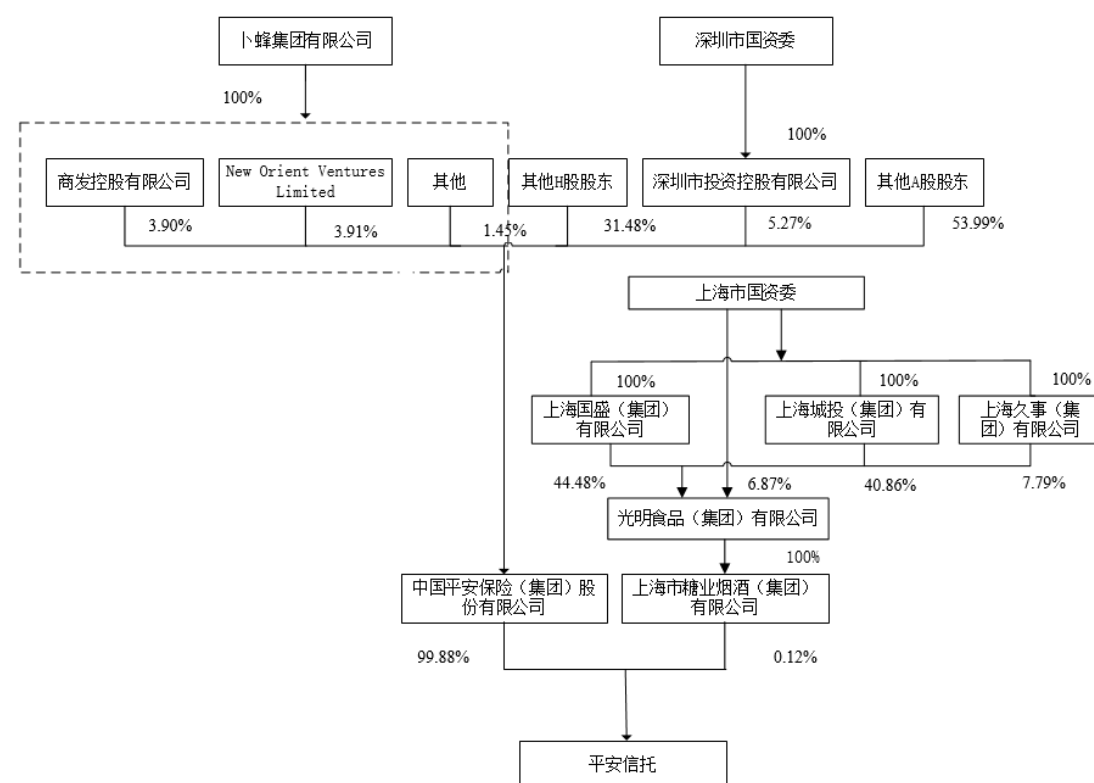 卜蜂集团有限公司
深圳市国资委
100%
100%
商发控股有限公司
New Orient Ventures
Limited
其他
其他H股股东
深圳市投资控股有限公司
其他A股股东
3.90%
3.91%
1.45%
31.48%
5.27%
53.99%
上海市国资委
100%
100%
100%
上海国盛（集团）
有限公司
上海城投（集团）有
限公司
上海久事（集
团）有限公司
44.48%
6.87%
40.86%
7.79%
光明食品（集团）有限公司
100%
中国平安保险（集团）股
份有限公司
上海市糖业烟酒（集团）
有限公司
99.88%
0.12%
平安信托